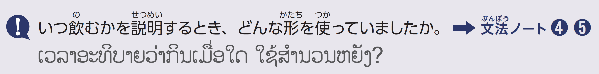 ! いつ飲むかを説明するとき、どんな形を使っていましたか。 ➡ 文法ノート 4 5
ເວລາອະທິບາຍວ່າກິນເມື່ອໃດ ໃຊ້ສຳນວນຫຍັງ?